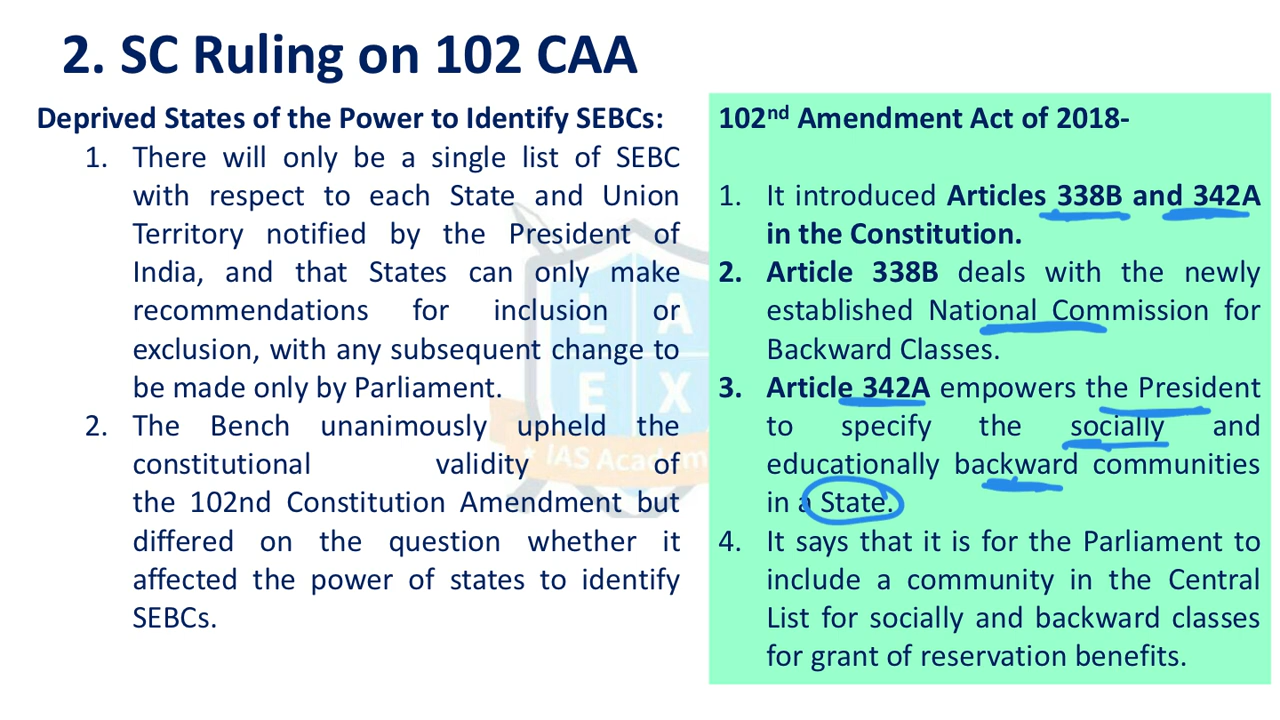 2. SC Ruling on 102 CAA
Deprived States of the Power to Identify SEBCs:
1. There will only be a single list of SEBC
with respect to each State and Union
Territory notified by the President of
India, and that States can only make
recommendations for inclusion or
exclusion, with any subsequent change to
be made only by Parliament.
2. The Bench unanimously upheld the
constitutional validity of
the 102nd Constitution Amendment but
differed on the question whether it
affected the power of states to identify
SEBCs.
102nd Amendment Act of 2018-
1. It introduced Articles 338B and 342A
in the Constitution.
2. Article 338B deals with the newly
established National Commission for
Backward Classes.
3. Article 342A empowers the President
to specify the socially and
educationally backward communities
in a State.
4. It says that it is for the Parliament to
include a community in the Central
List for socially and backward classes
for grant of reservation benefits.
L A
E X
IAS Academ